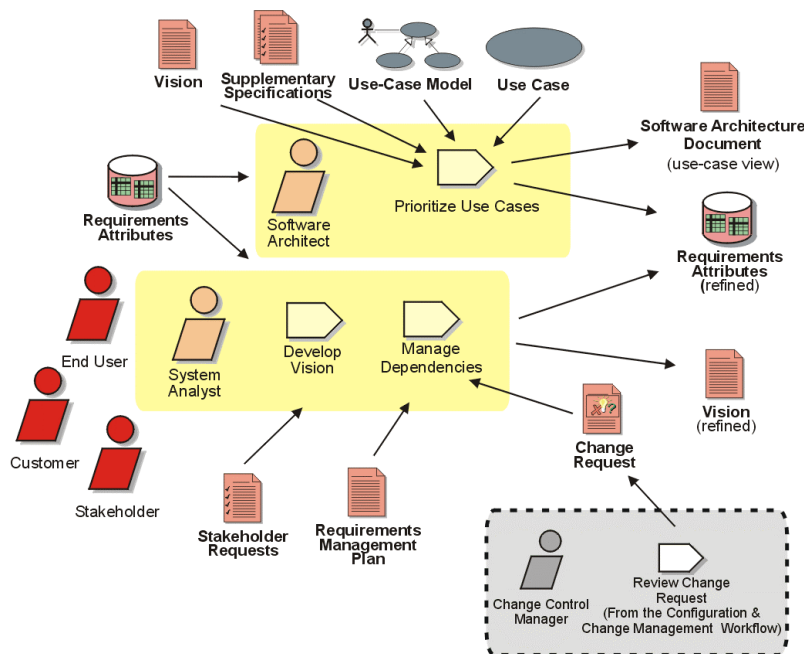 Vision
Supplementary
Specifications
Use-Case Model
Use Case
Software Architecture
Document
(use-case view)
Requirements
Attributes
Software
Architect
Prioritize Use Cases
Requirements
Attributes
(refined)
End User
System
Analyst
Develop
Vision
Manage
Dependencies
Vision
(refined)
Customer
Stakeholder
Change
Request
Stakeholder
Requests
Requirements
Management
Plan
Change Control
Manager
Review Change
Request
(From the Configuration &
Change Management Workflow)